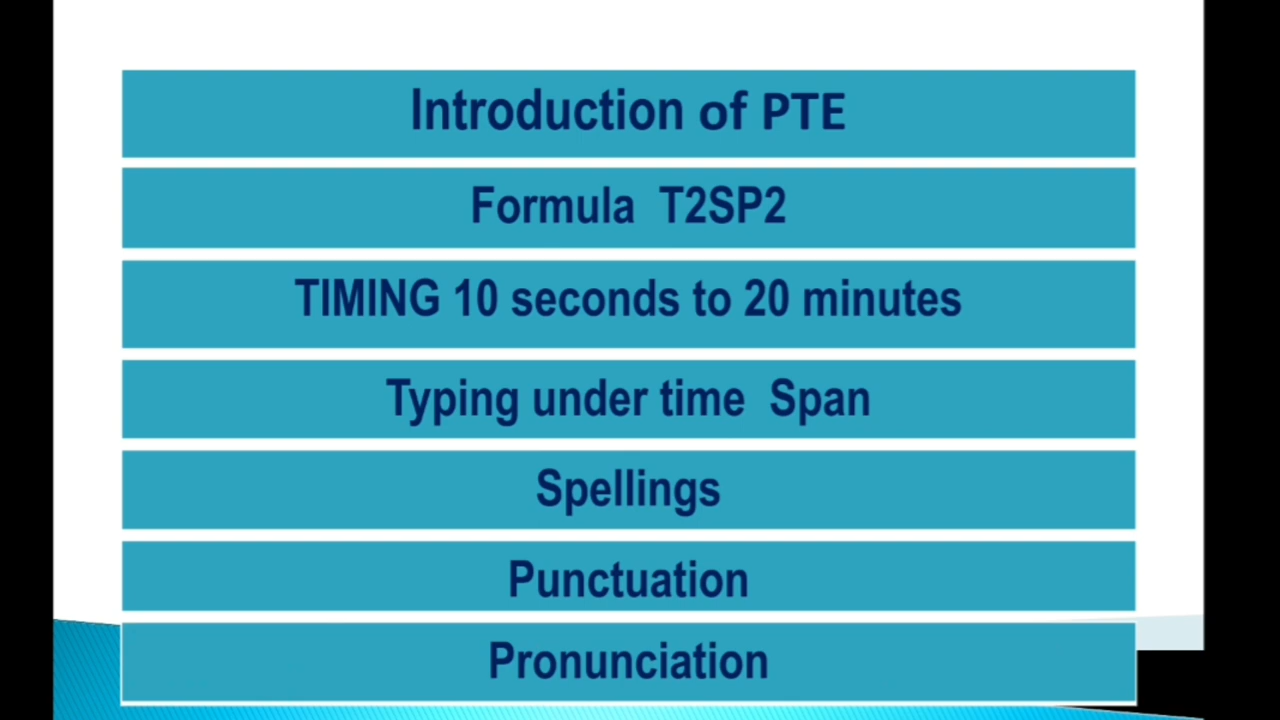 Introduction of PTE
Formula T2SP2
TIMING 10 seconds to 20 minutes
Typing under time Span
Spellings
Punctuation
Pronunciation